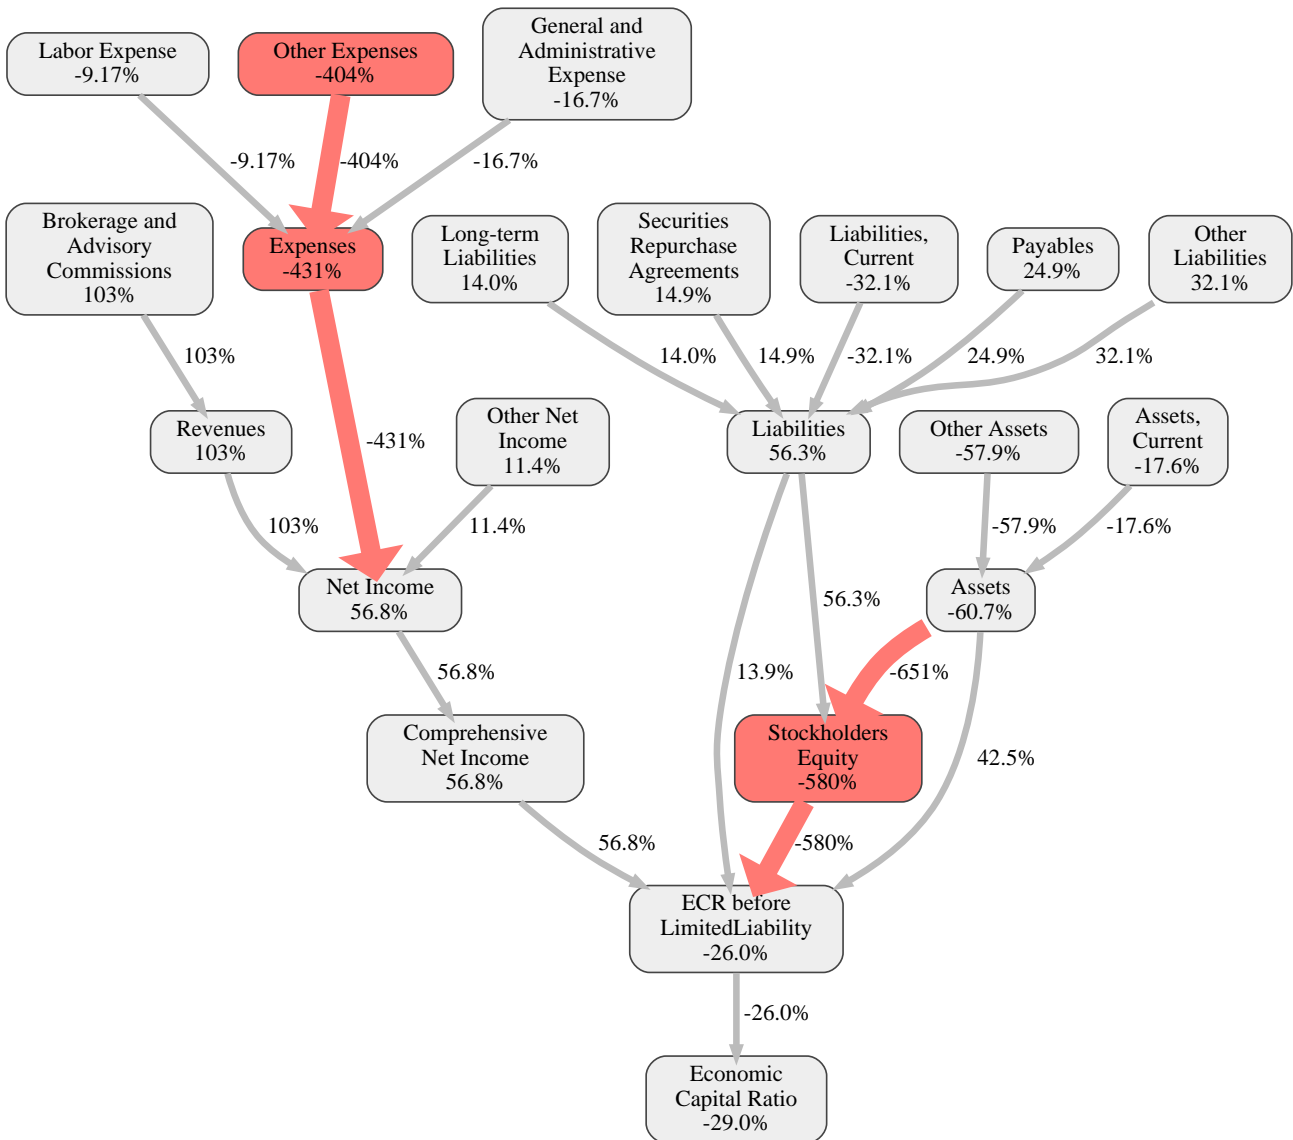 Labor Expense
-9.17%
Other Expenses
-404%
General and
Administrative
Expense
-16.7%
-9.17%
-404%
-16.7%
Brokerage and
Advisory
Commissions
103%
Expenses
-431%
Long-term
Liabilities
14.0%
Securities
Repurchase
Agreements
14.9%
Liabilities,
Current
-32.1%
Payables
24.9%
Other
Liabilities
32.1%
103%
-431%
14.0%
14.9%
-32.1%
24.9%
32.1%
Revenues
103%
Other Net
Income
11.4%
Liabilities
56.3%
Other Assets
-57.9%
Assets,
Current
-17.6%
103%
11.4%
-57.9%
-17.6%
Net Income
56.8%
56.3%
Assets
-60.7%
56.8%
13.9%
-651%
Comprehensive
Net Income
56.8%
Stockholders
Equity
-580%
42.5%
56.8%
-580%
ECR before
LimitedLiability
-26.0%
-26.0%
Economic
Capital Ratio
-29.0%